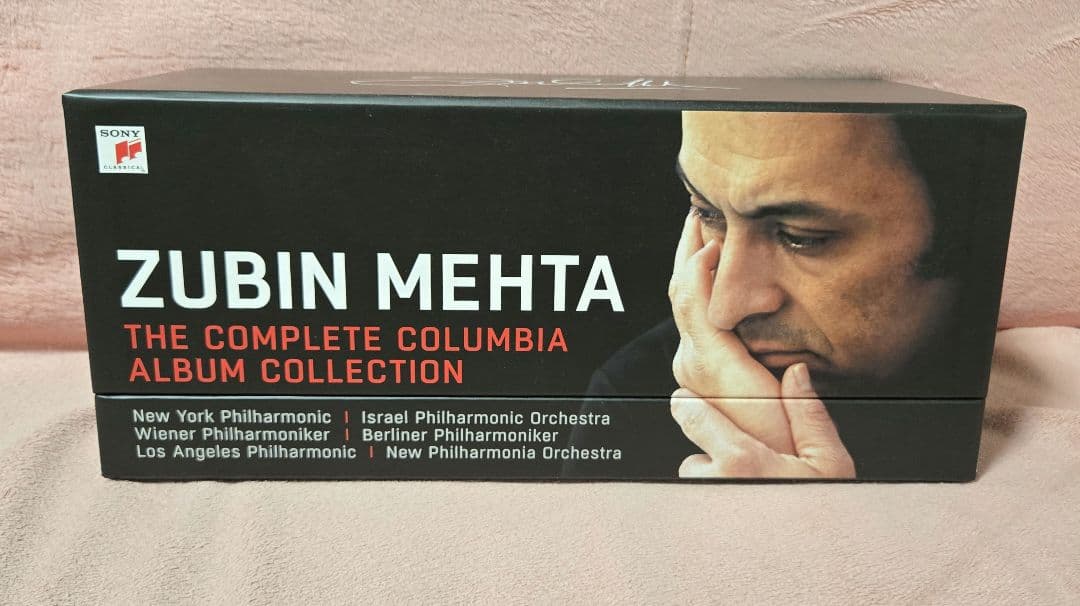 SONY
CLASSICAL
ZUBIN MEHTA
THE COMPLETE COLUMBIA
ALBUM COLLECTION
New York Philharmonic | Israel Philharmonic Orchestra
Wiener Philharmoniker | Berliner Philharmoniker
Los Angeles Philharmonic | New Philharmonia Orchestra